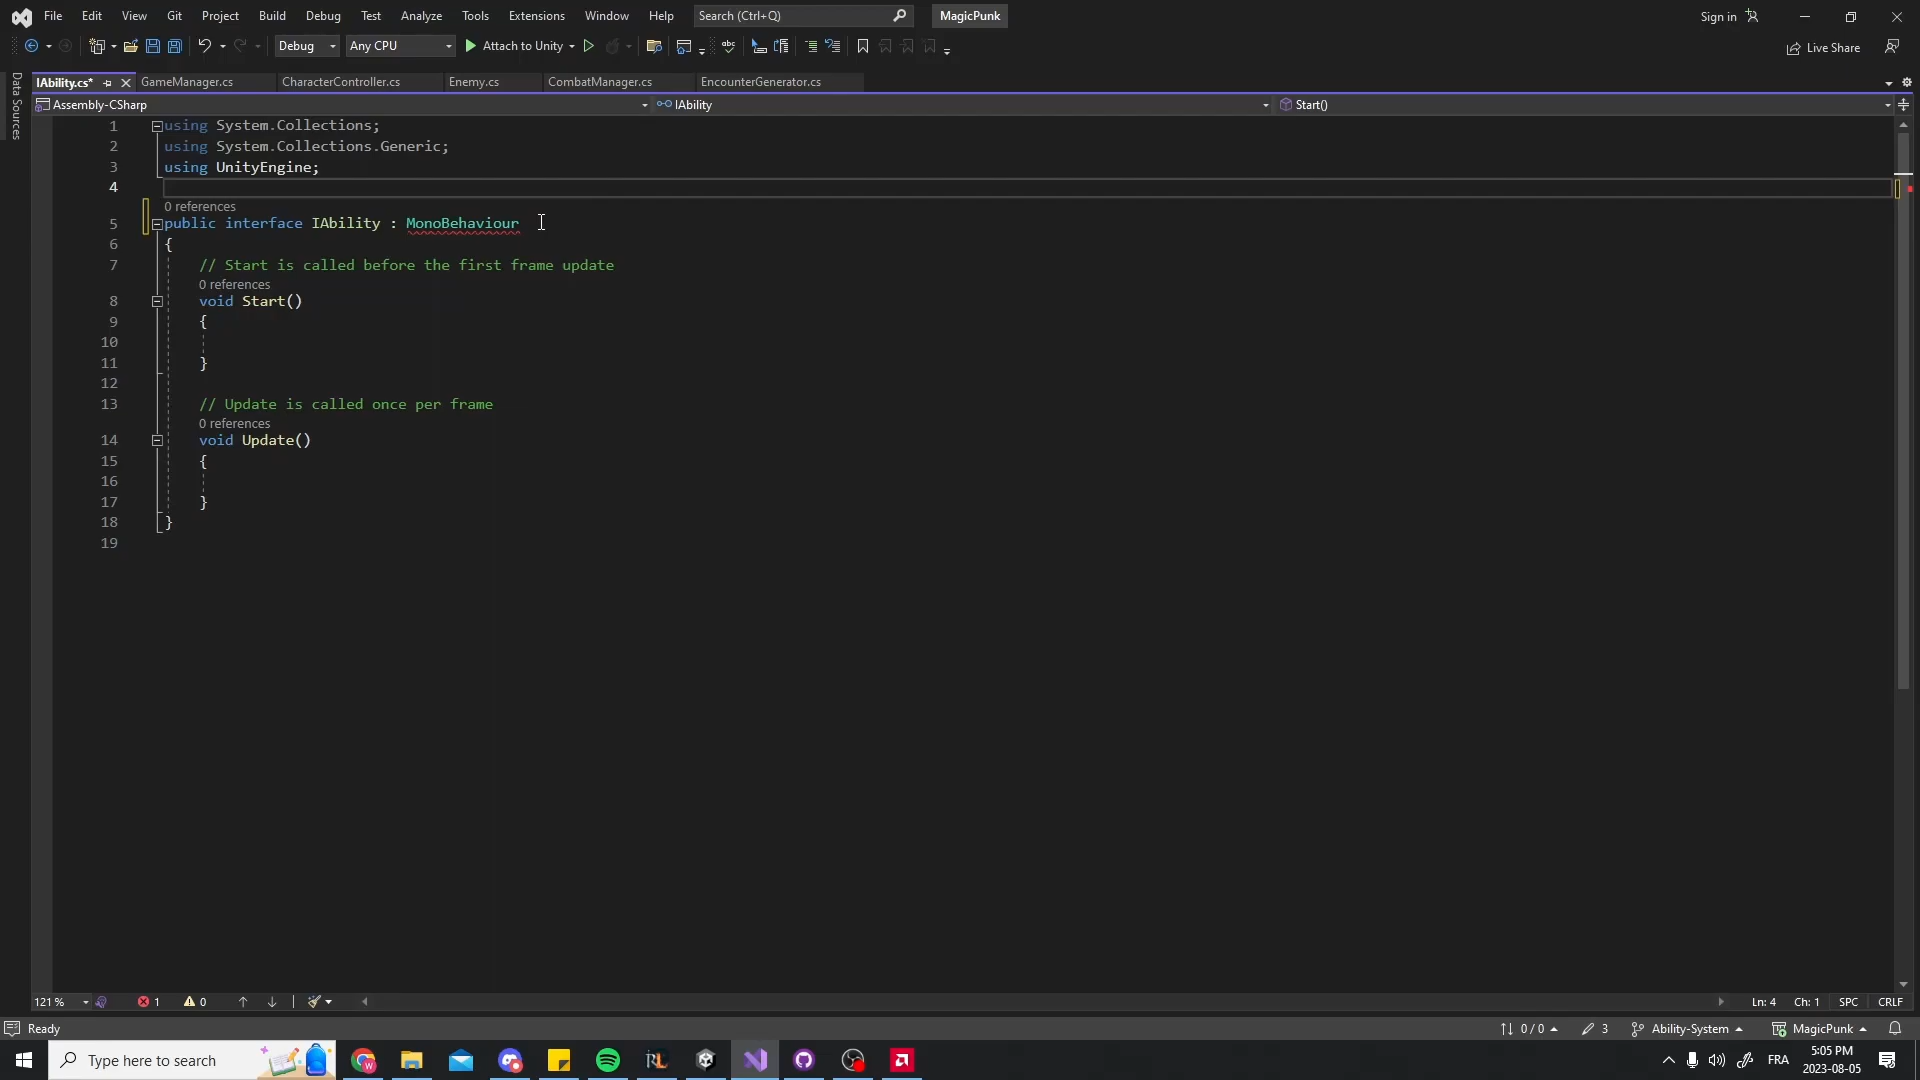 File Edit View Git Project Build Debug Test Analyze Tools Extensions Window Help Search (Ctrl+Q) MagicPunk Sign in
Debug Any CPU Attach to Unity Live Share
IAbility.cs* GameManager.cs CharacterController.cs Enemy.cs CombatManager.cs EncounterGenerator.cs
Data Sources
Assembly-CSharp IAbility Start()
1 using System.Collections;
2 using System.Collections.Generic;
3 using UnityEngine;
4
0 references
5 public interface IAbility : MonoBehaviour
6 {
7 // Start is called before the first frame update
0 references
8 void Start()
9 {
10
11 }
12
13 // Update is called once per frame
0 references
14 void Update()
15 {
16
17 }
18 }
19
121 % 1 0 Ln: 4 Ch: 1 SPC CRLF
Ready 0 / 0 3 Ability-System MagicPunk
Type here to search FRA 5:05 PM
2023-08-05